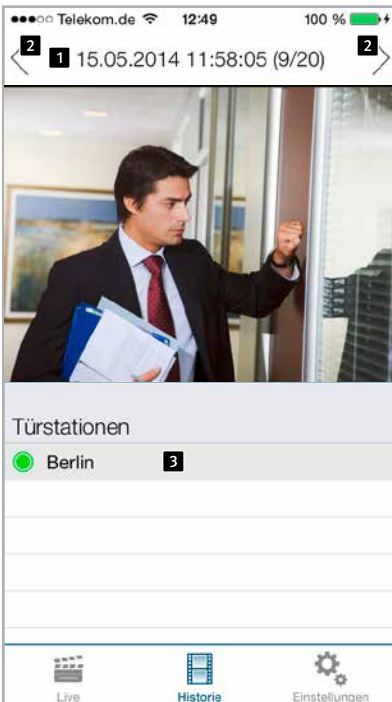 Telekom.de 12:49 100 %
2 1 15.05.2014 11:58:05 (9/20) 2
Türstationen
Berlin 3
Live Historie Einstellungen